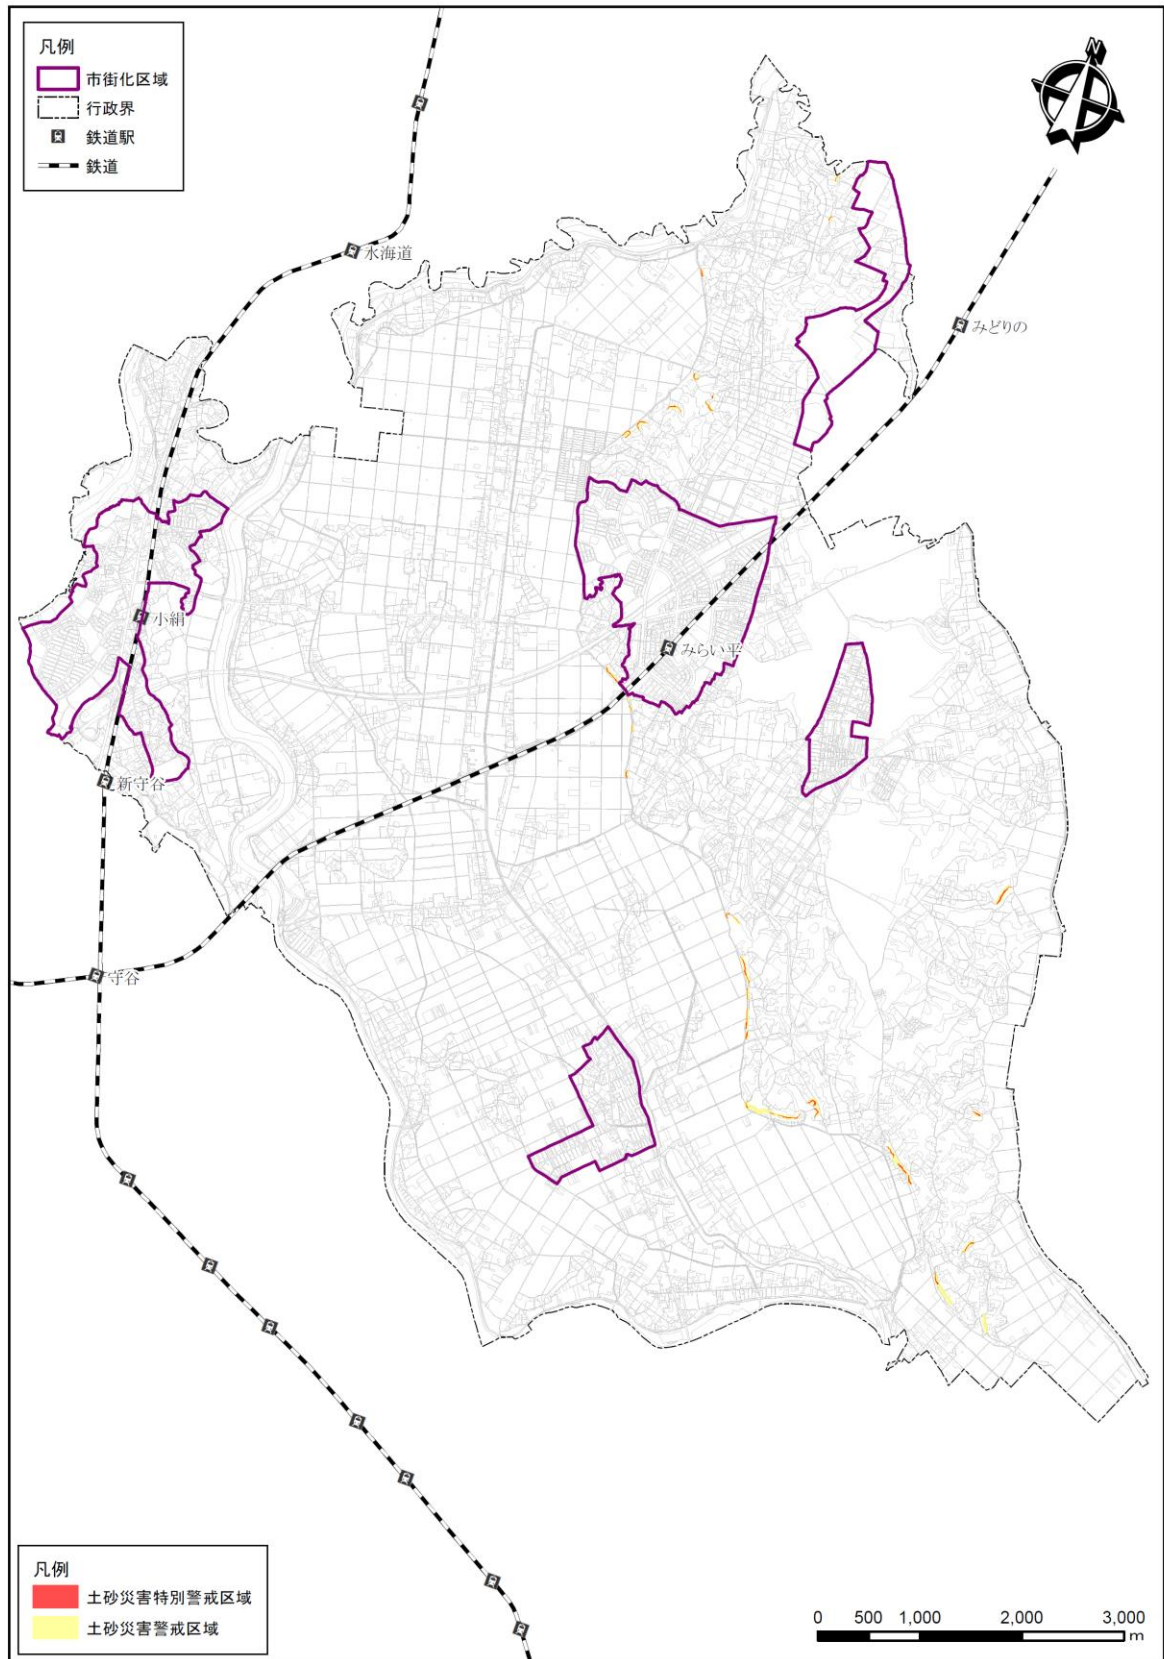 凡例
市街化区域
行政界
鉄道駅
鉄道
N
水海道
みどりの
小絹
みらい平
新守谷
守谷
凡例
土砂災害特別警戒区域
土砂災害警戒区域
0 500 1,000 2,000 3,000
m